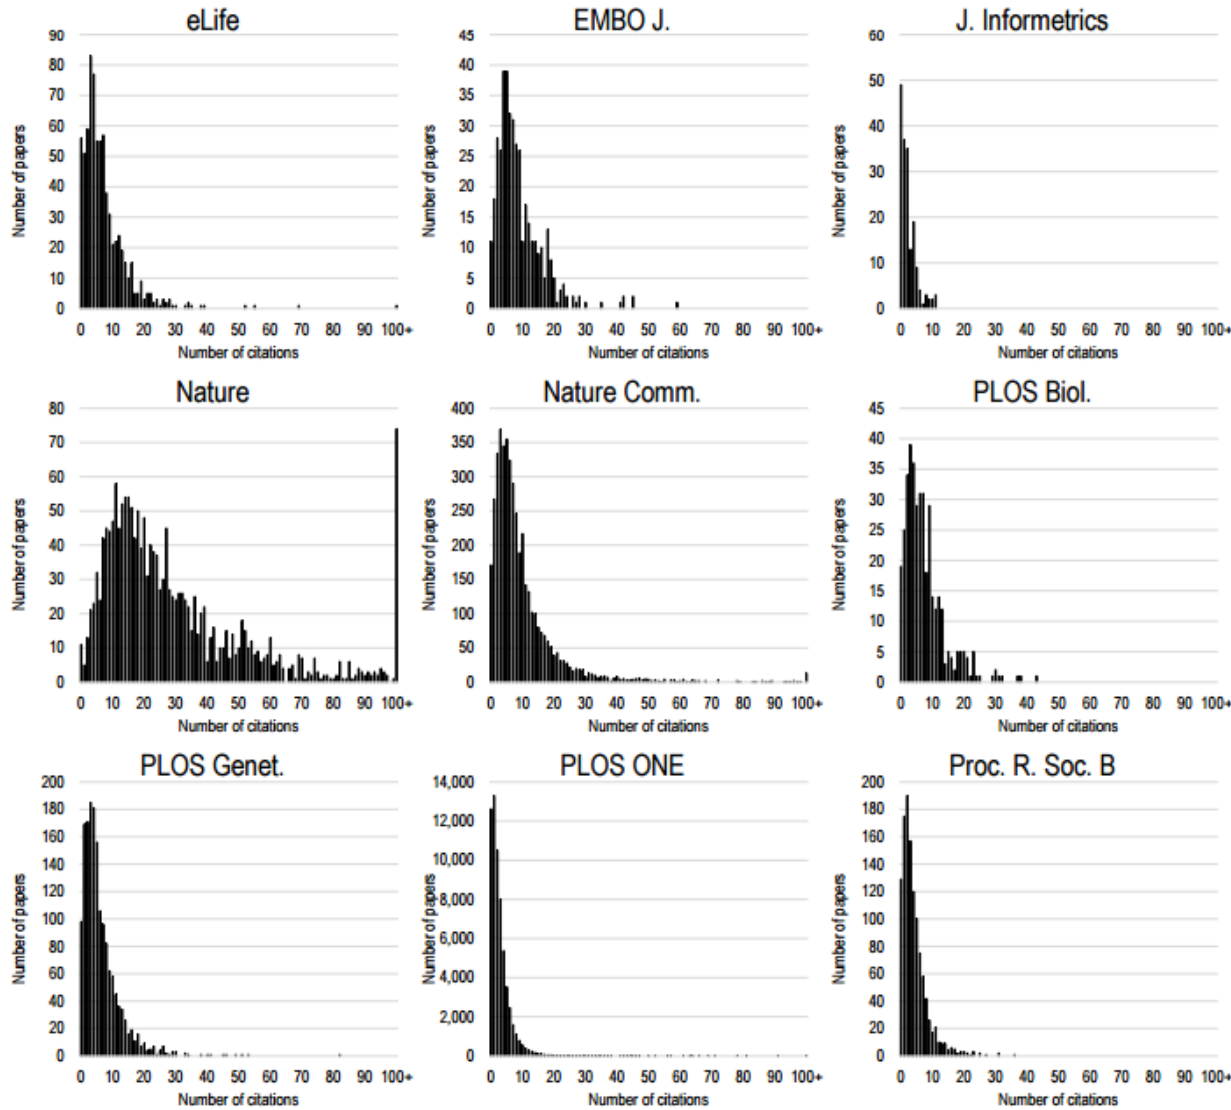 eLife
90
80
70
60
50
40
30
20
10
0
Number of papers
0 10 20 30 40 50 60 70 80 90 100+
Number of citations
EMBO J.
45
40
35
30
25
20
15
10
5
0
Number of papers
0 10 20 30 40 50 60 70 80 90 100+
Number of citations
J. Informetrics
60
50
40
30
20
10
0
Number of papers
0 10 20 30 40 50 60 70 80 90 100+
Number of citations
Nature
80
70
60
50
40
30
20
10
0
Number of papers
0 10 20 30 40 50 60 70 80 90 100+
Number of citations
Nature Comm.
400
350
300
250
200
150
100
50
0
Number of papers
0 10 20 30 40 50 60 70 80 90 100+
Number of citations
PLOS Biol.
45
40
35
30
25
20
15
10
5
0
Number of papers
0 10 20 30 40 50 60 70 80 90 100+
Number of citations
PLOS Genet.
200
180
160
140
120
100
80
60
40
20
0
Number of papers
0 10 20 30 40 50 60 70 80 90 100+
Number of citations
PLOS ONE
14,000
12,000
10,000
8,000
6,000
4,000
2,000
0
Number of papers
0 10 20 30 40 50 60 70 80 90 100+
Number of citations
Proc. R. Soc. B
200
180
160
140
120
100
80
60
40
20
0
Number of papers
0 10 20 30 40 50 60 70 80 90 100+
Number of citations